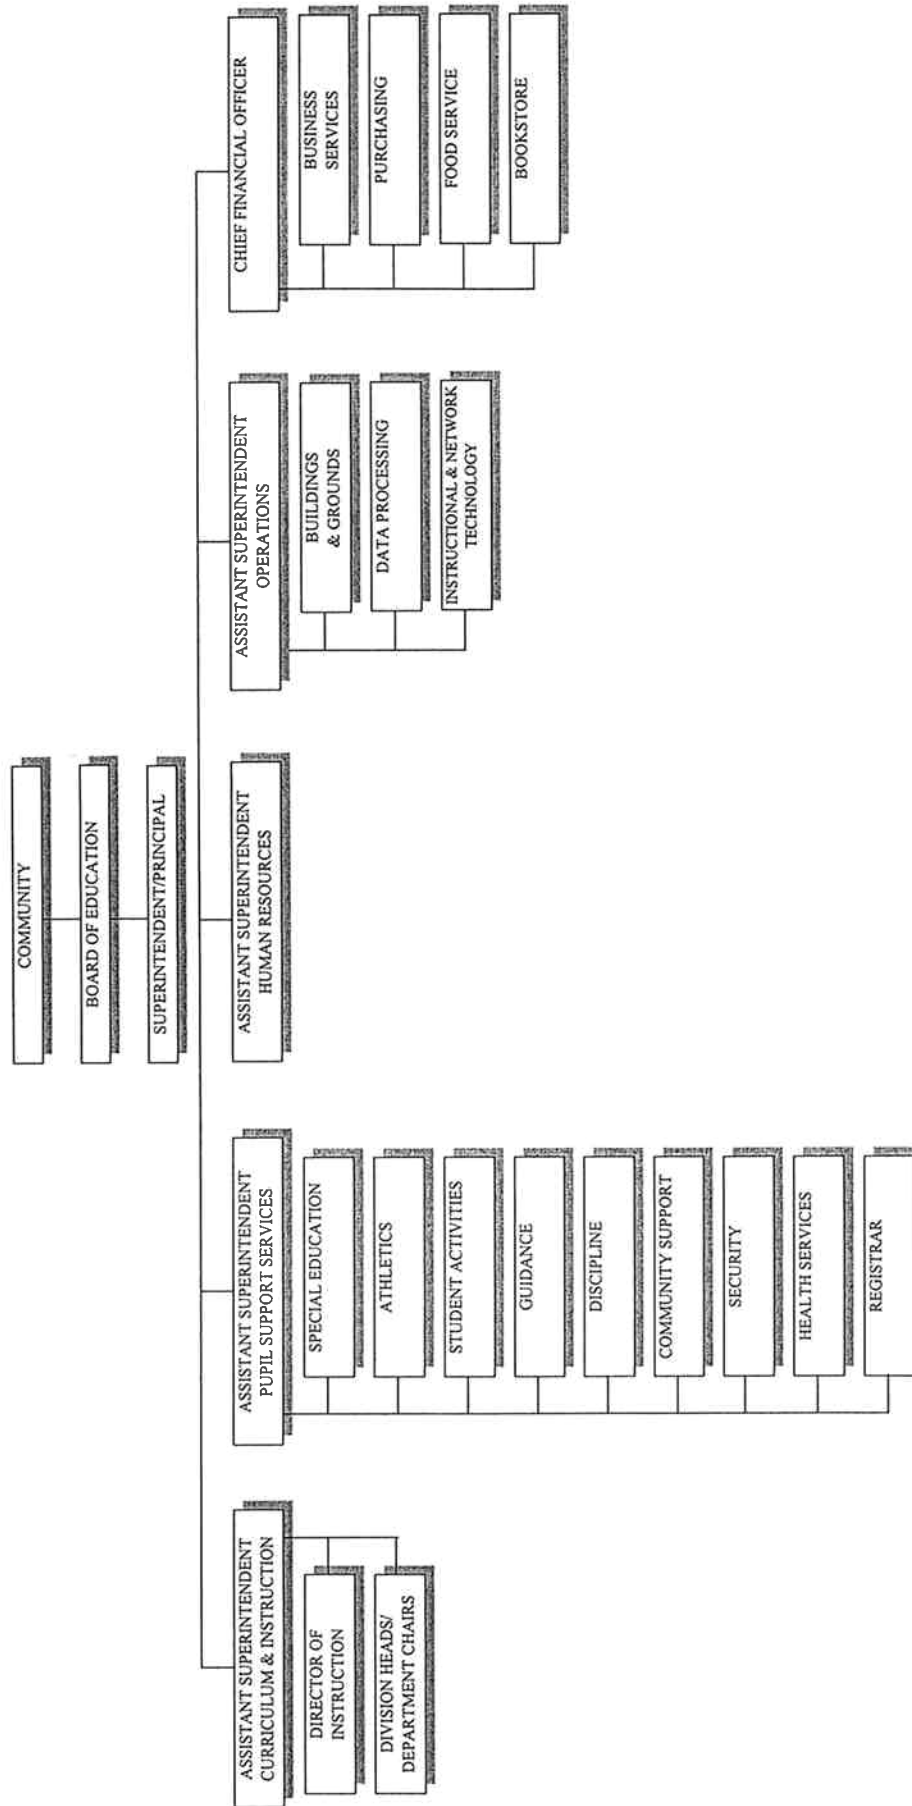 COMMUNITY
BOARD OF EDUCATION
SUPERINTENDENT/PRINCIPAL
ASSISTANT SUPERINTENDENT
CURRICULUM & INSTRUCTION
DIRECTOR OF
INSTRUCTION
DIVISION HEADS/
DEPARTMENT CHAIRS
ASSISTANT SUPERINTENDENT
PUPIL SUPPORT SERVICES
SPECIAL EDUCATION
ATHLETICS
STUDENT ACTIVITIES
GUIDANCE
DISCIPLINE
COMMUNITY SUPPORT
SECURITY
HEALTH SERVICES
REGISTRAR
ASSISTANT SUPERINTENDENT
HUMAN RESOURCES
ASSISTANT SUPERINTENDENT
OPERATIONS
BUILDINGS
& GROUNDS
DATA PROCESSING
INSTRUCTIONAL & NETWORK
TECHNOLOGY
CHIEF FINANCIAL OFFICER
BUSINESS
SERVICES
PURCHASING
FOOD SERVICE
BOOKSTORE